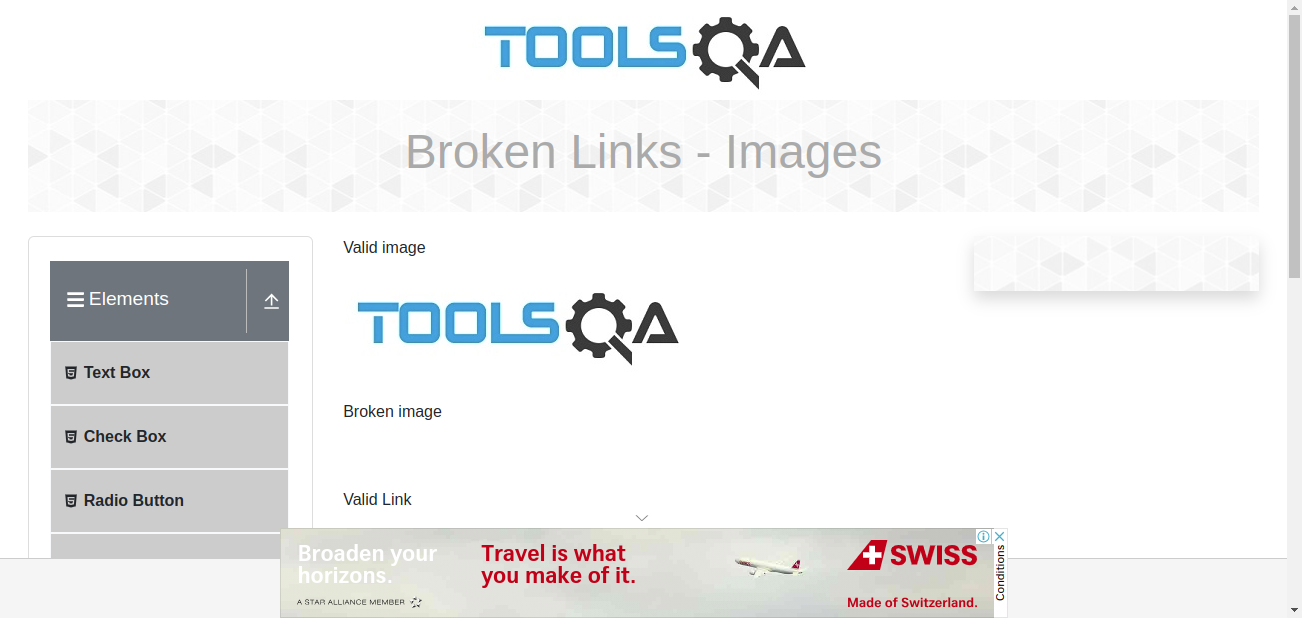 TOOLSQA
Broken Links - Images
Elements
Text Box
Check Box
Radio Button
Valid image
TOOLSQA
Broken image
Valid Link
Broaden your
horizons.
A STAR ALLIANCE MEMBER
Travel is what
you make of it.
SWISS
Made of Switzerland.
Conditions